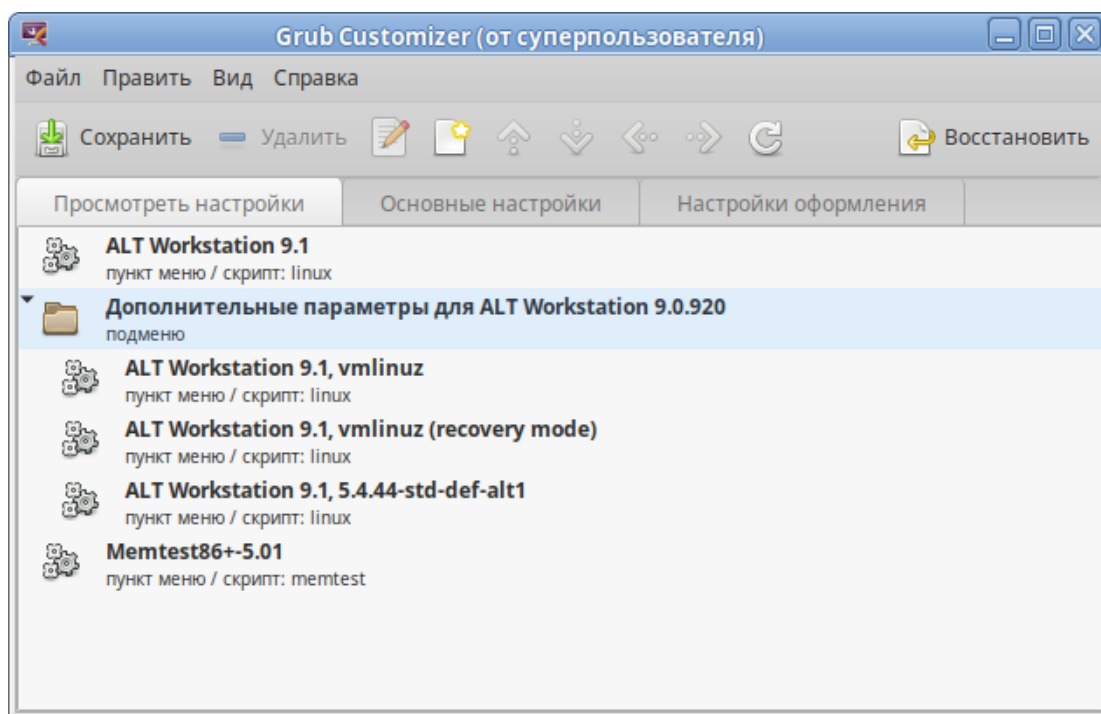 Grub Customizer (от суперпользователя)
Файл Править Вид Справка
Сохранить Удалить Восстановить
Просмотреть настройки Основные настройки Настройки оформления
ALT Workstation 9.1
пункт меню / скрипт: linux
Дополнительные параметры для ALT Workstation 9.0.920
подменю
ALT Workstation 9.1, vmlinuz
пункт меню / скрипт: linux
ALT Workstation 9.1, vmlinuz (recovery mode)
пункт меню / скрипт: linux
ALT Workstation 9.1, 5.4.44-std-def-alt1
пункт меню / скрипт: linux
Memtest86+-5.01
пункт меню / скрипт: memtest